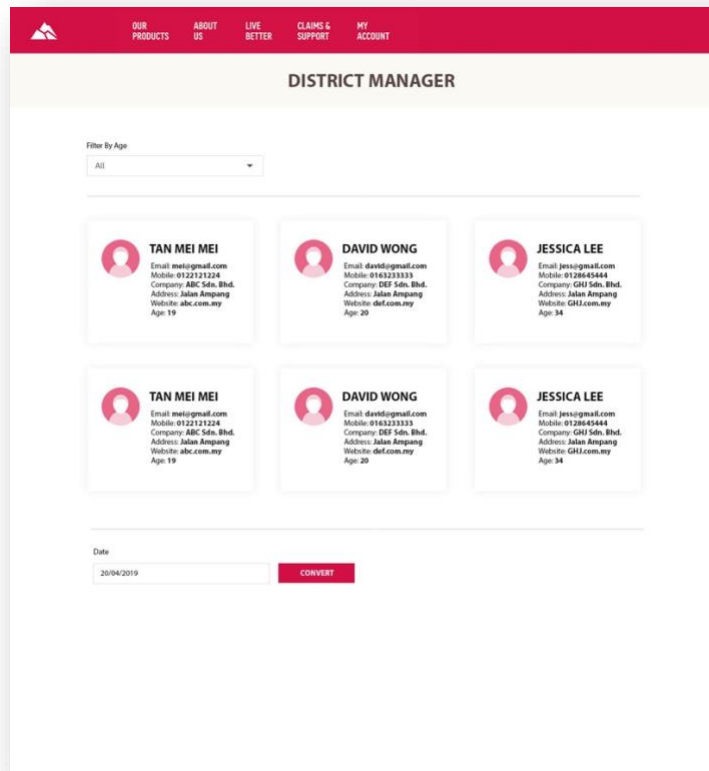 OUR PRODUCTS
ABOUT US
LIVE BETTER
CLAIMS & SUPPORT
MY ACCOUNT
DISTRICT MANAGER
Filter By Age
All
TAN MEI MEI
Email: mei@gmail.com
Mobile: 0122121224
Company: ABC Sdn. Bhd.
Address: Jalan Ampang
Website: abc.com.my
Age: 19
DAVID WONG
Email: david@gmail.com
Mobile: 0163233333
Company: DEF Sdn. Bhd.
Address: Jalan Ampang
Website: def.com.my
Age: 20
JESSICA LEE
Email: jess@gmail.com
Mobile: 0128645444
Company: GHJ Sdn. Bhd.
Address: Jalan Ampang
Website: GHJ.com.my
Age: 34
TAN MEI MEI
Email: mei@gmail.com
Mobile: 0122121224
Company: ABC Sdn. Bhd.
Address: Jalan Ampang
Website: abc.com.my
Age: 19
DAVID WONG
Email: david@gmail.com
Mobile: 0163233333
Company: DEF Sdn. Bhd.
Address: Jalan Ampang
Website: def.com.my
Age: 20
JESSICA LEE
Email: jess@gmail.com
Mobile: 0128645444
Company: GHJ Sdn. Bhd.
Address: Jalan Ampang
Website: GHJ.com.my
Age: 34
Date
20/04/2019
CONVERT